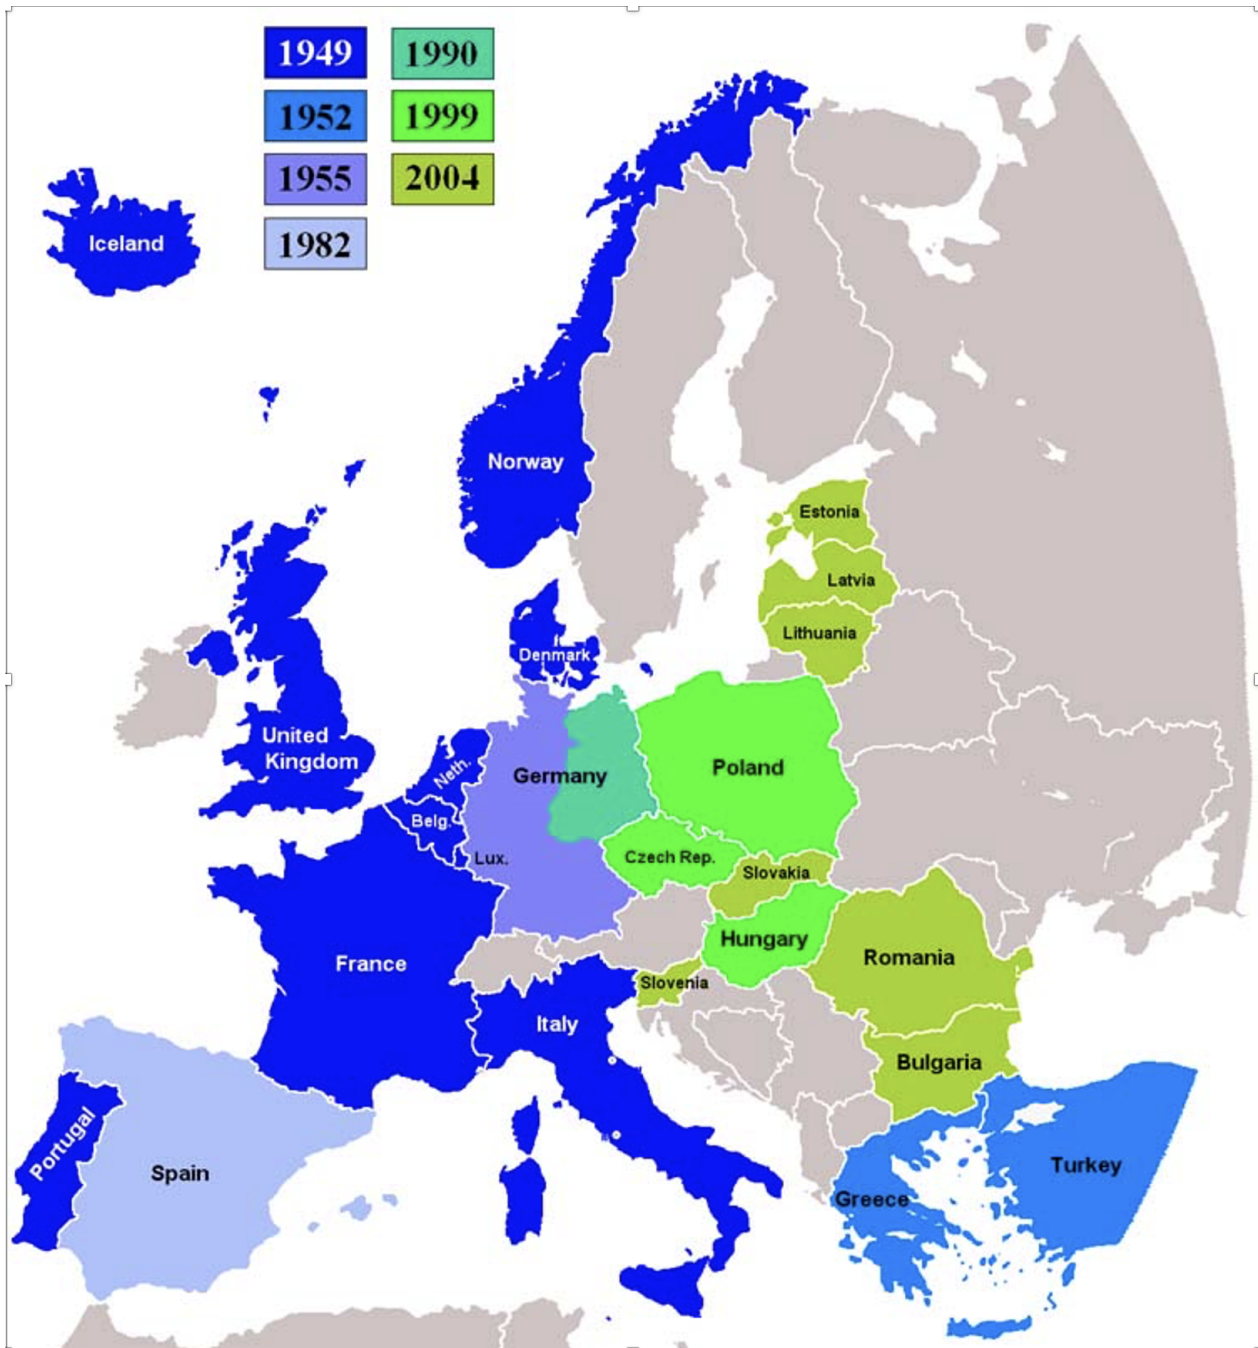 1949
1990
1952
1999
1955
2004
1982
Iceland
Norway
Estonia
Latvia
Lithuania
Denmark
United
Kingdom
Neth.
Germany
Poland
Belg.
Lux.
Czech Rep.
Slovakia
Hungary
France
Romania
Slovenia
Italy
Bulgaria
Portugal
Spain
Turkey
Greece